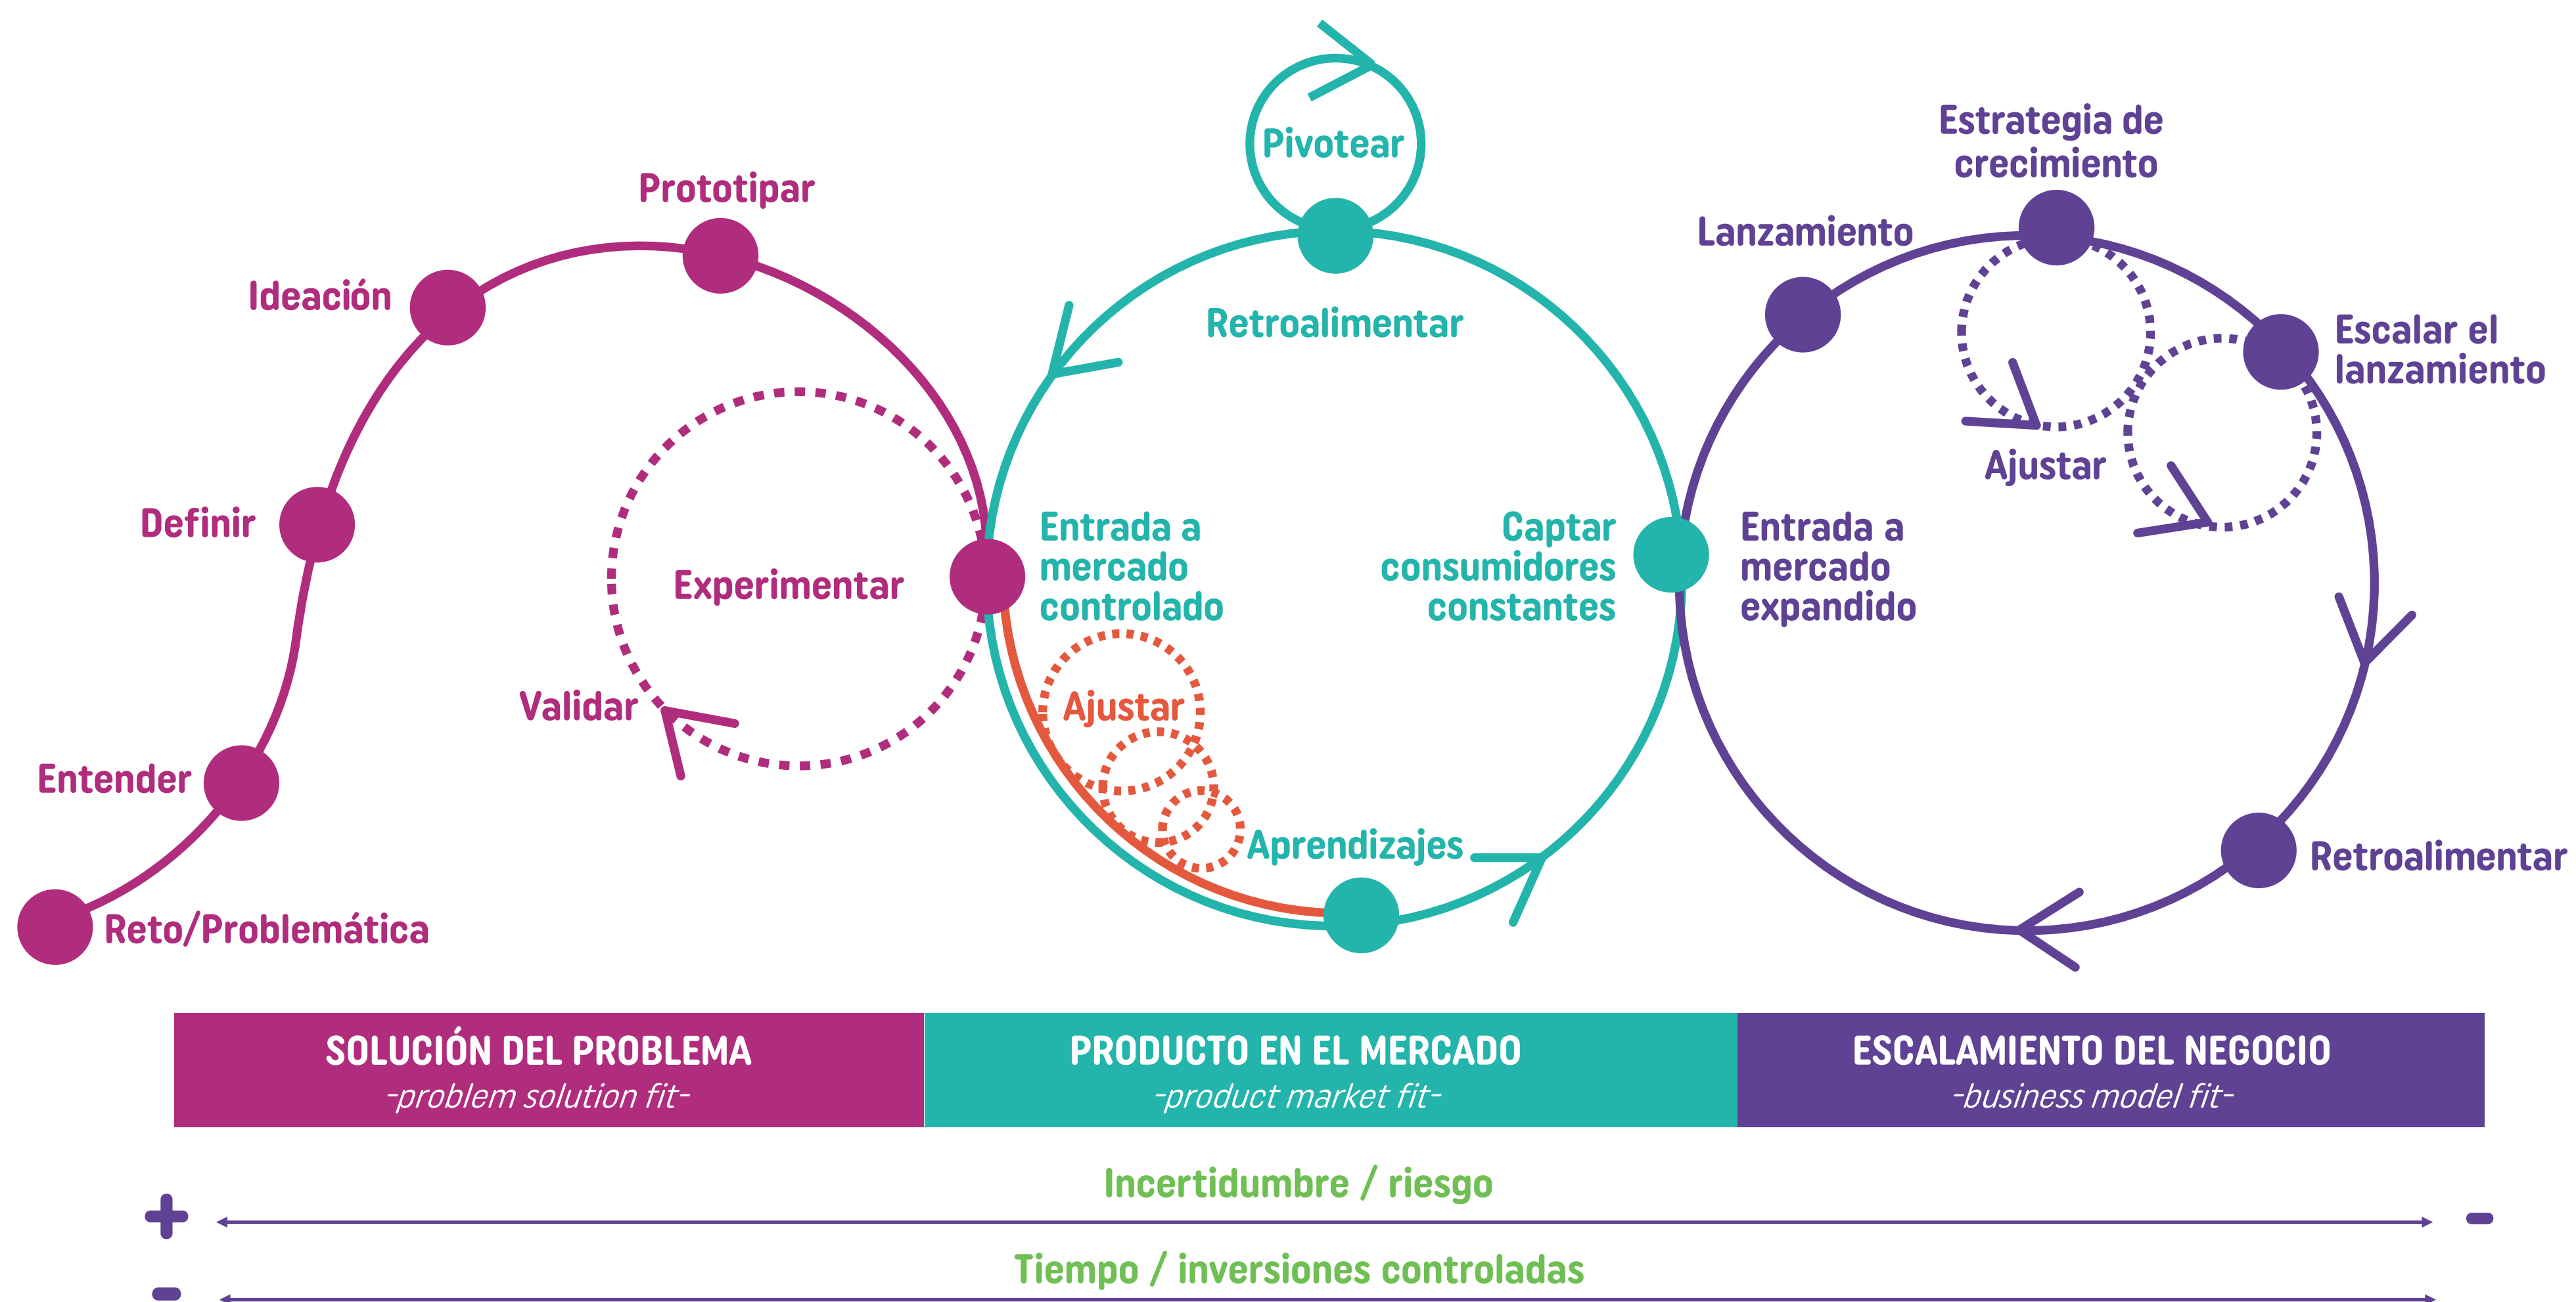 Pivotear
Estrategia de
crecimiento
Prototipar
Lanzamiento
Ideación
Retroalimentar
Escalar el
lanzamiento
Ajustar
Definir
Experimentar
Entrada a
mercado
controlado
Captar
consumidores
constantes
Entrada a
mercado
expandido
Validar
Ajustar
Entender
Aprendizajes
Retroalimentar
Reto/Problemática
SOLUCIÓN DEL PROBLEMA
-problem solution fit-
PRODUCTO EN EL MERCADO
-product market fit-
ESCALAMIENTO DEL NEGOCIO
-business model fit-
Incertidumbre / riesgo
+ -
Tiempo / inversiones controladas
-